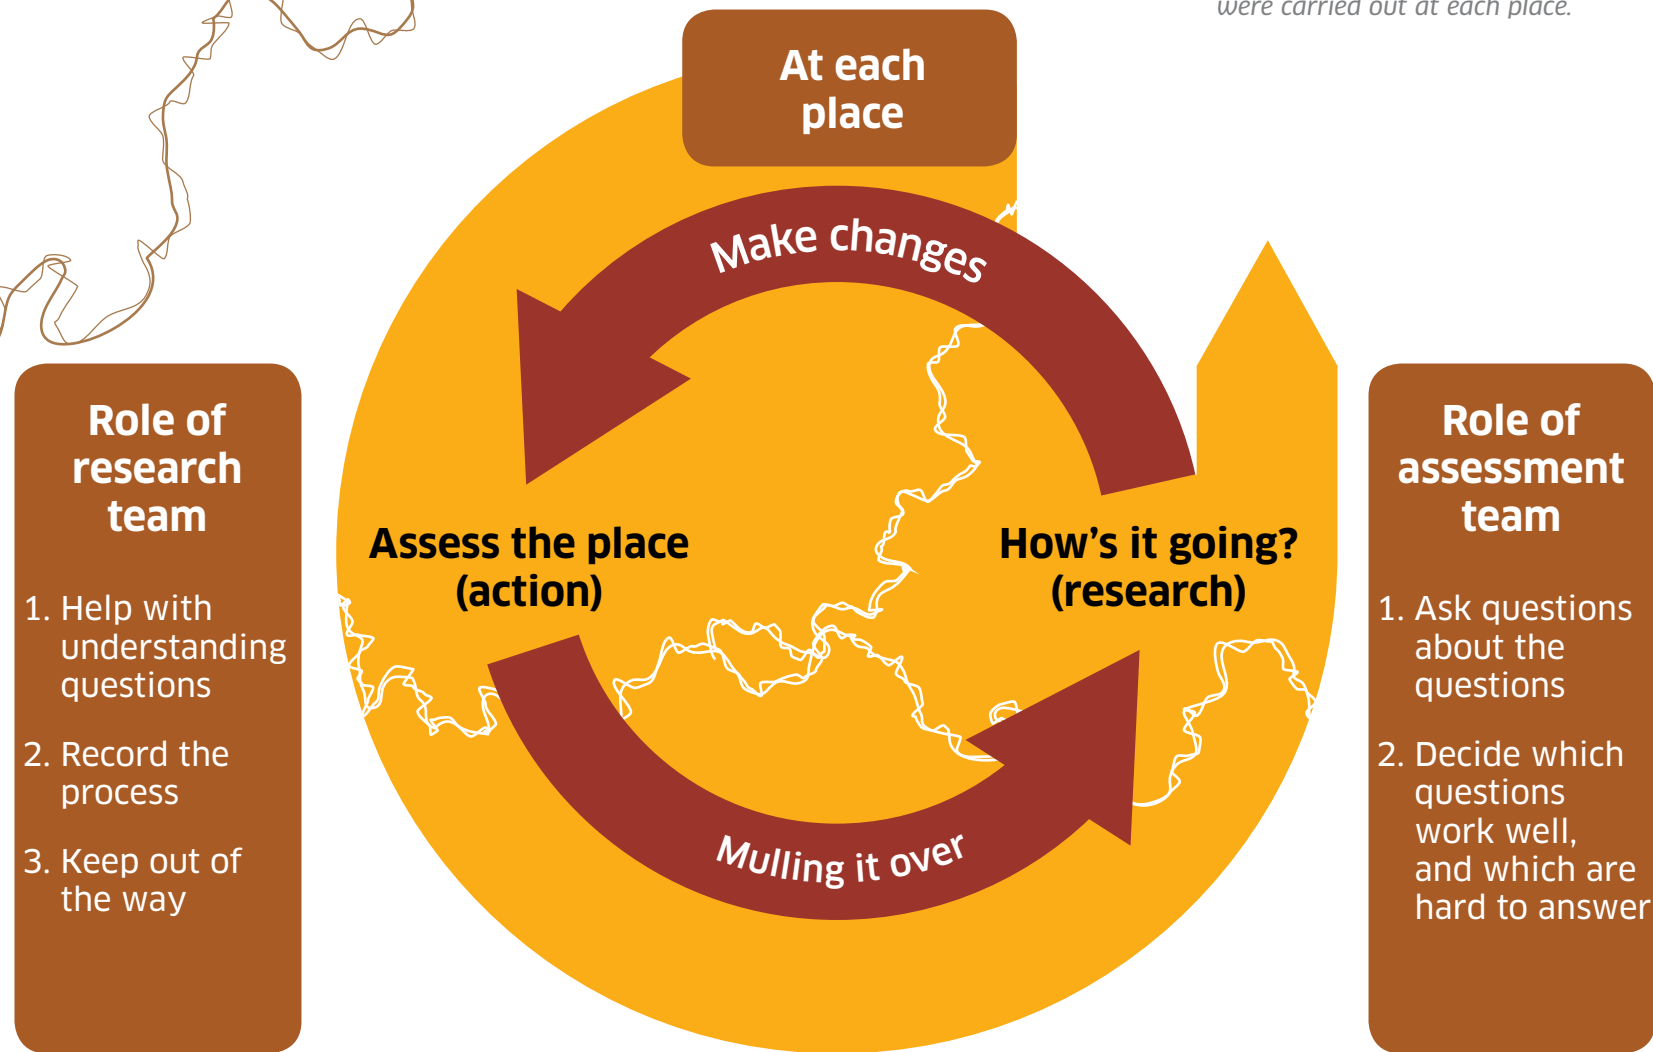 were carried out at each place.
At each
place
Make changes
Role of
research
team
1. Help with
understanding
questions
2. Record the
process
3. Keep out of
the way
Assess the place
(action)
How's it going?
(research)
Mulling it over
Role of
assessment
team
1. Ask questions
about the
questions
2. Decide which
questions
work well,
and which are
hard to answer